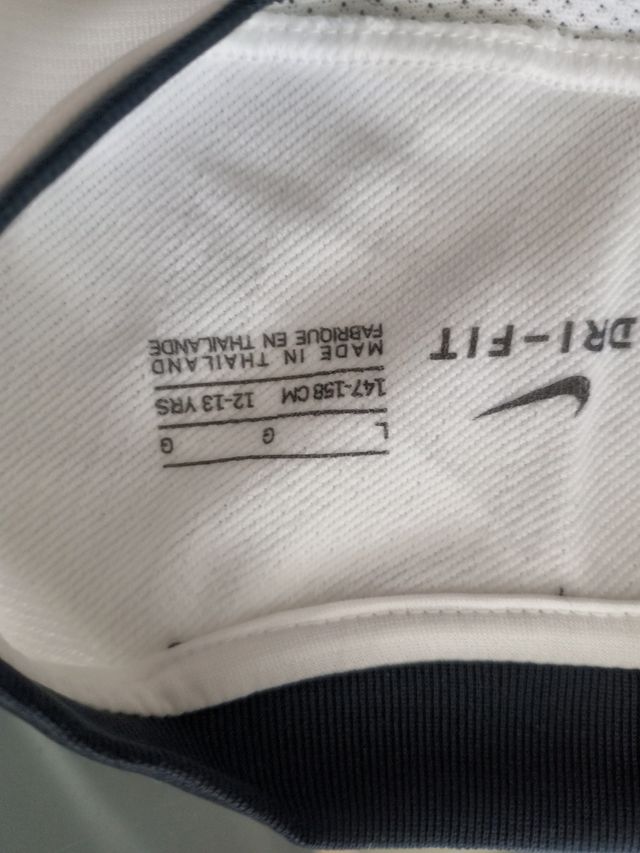 DRI-FIT
L G G
147-158 CM 12-13 YRS
MADE IN THAILAND
FABRIQUE EN THAILANDE